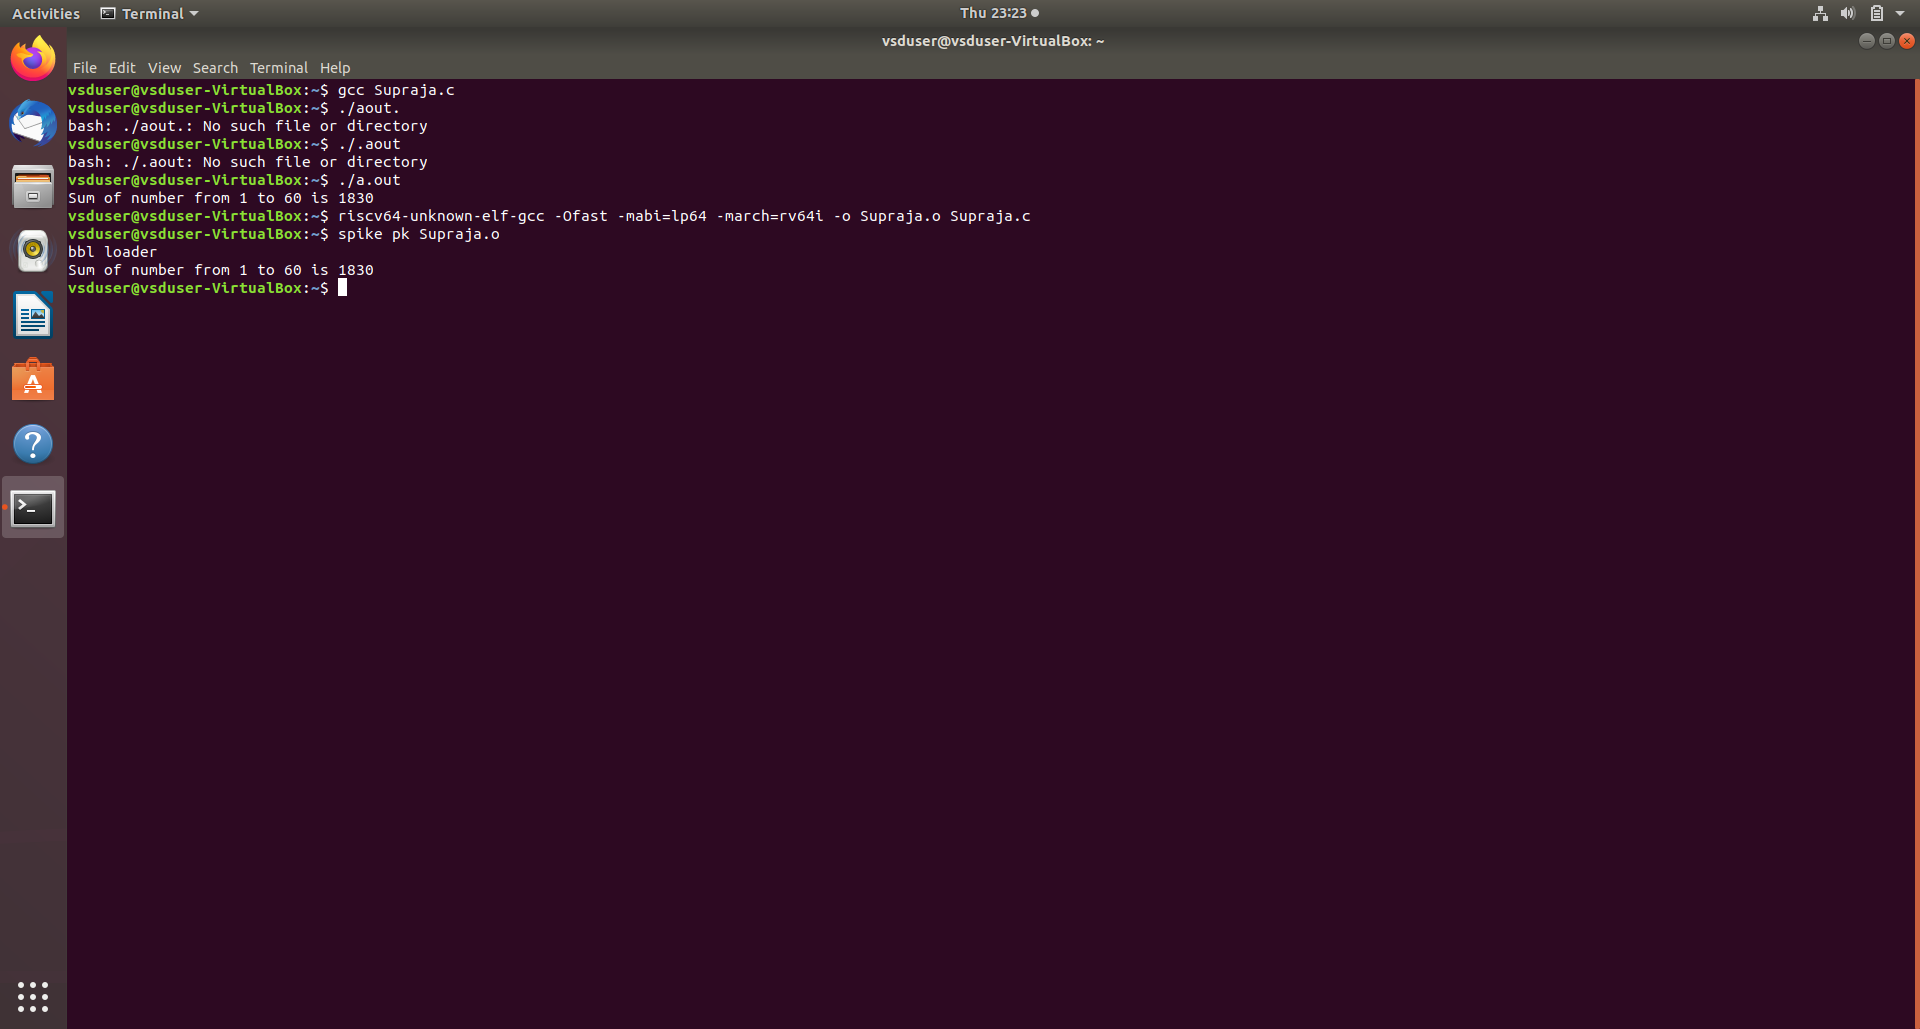 Activities Terminal Thu 23:23
vsduser@vsduser-VirtualBox: ~
File Edit View Search Terminal Help
vsduser@vsduser-VirtualBox:~$ gcc Supraja.c
vsduser@vsduser-VirtualBox:~$ ./aout.
bash: ./aout.: No such file or directory
vsduser@vsduser-VirtualBox:~$ ./.aout
bash: ./.aout: No such file or directory
vsduser@vsduser-VirtualBox:~$ ./a.out
Sum of number from 1 to 60 is 1830
vsduser@vsduser-VirtualBox:~$ riscv64-unknown-elf-gcc -Ofast -mabi=lp64 -march=rv64i -o Supraja.o Supraja.c
vsduser@vsduser-VirtualBox:~$ spike pk Supraja.o
bbl loader
Sum of number from 1 to 60 is 1830
vsduser@vsduser-VirtualBox:~$